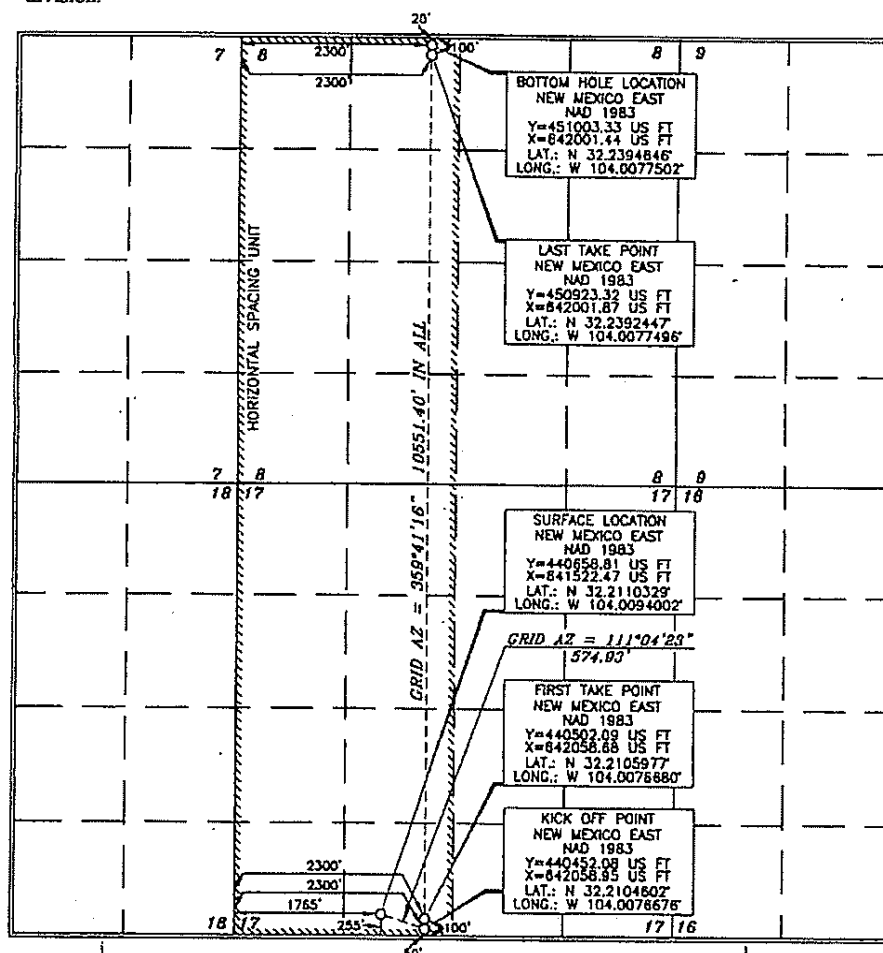 28'
2300'
100'
7 8
8 9
2300'
BOTTOM HOLE LOCATION
NEW MEXICO EAST
NAD 1983
Y=451003.33 US FT
X=642001.44 US FT
LAT.: N 32.2394846°
LONG.: W 104.0077502°
LAST TAKE POINT
NEW MEXICO EAST
NAD 1983
Y=450923.32 US FT
X=642001.87 US FT
LAT.: N 32.2392447°
LONG.: W 104.0077496°
HORIZONTAL SPACING UNIT
GRID AZ = 359°41'16" 10551.40' IN ALL
7 8
18 17
8 9
17 16
SURFACE LOCATION
NEW MEXICO EAST
NAD 1983
Y=440658.81 US FT
X=641522.47 US FT
LAT.: N 32.2110329°
LONG.: W 104.0094002°
GRID AZ = 111°04'23"
574.93'
FIRST TAKE POINT
NEW MEXICO EAST
NAD 1983
Y=440502.09 US FT
X=642058.68 US FT
LAT.: N 32.2105977°
LONG.: W 104.0076680°
KICK OFF POINT
NEW MEXICO EAST
NAD 1983
Y=440452.08 US FT
X=642058.95 US FT
LAT.: N 32.2104602°
LONG.: W 104.0076676°
2300'
2300'
1765'
18 17
255'
100'
17 16
50'